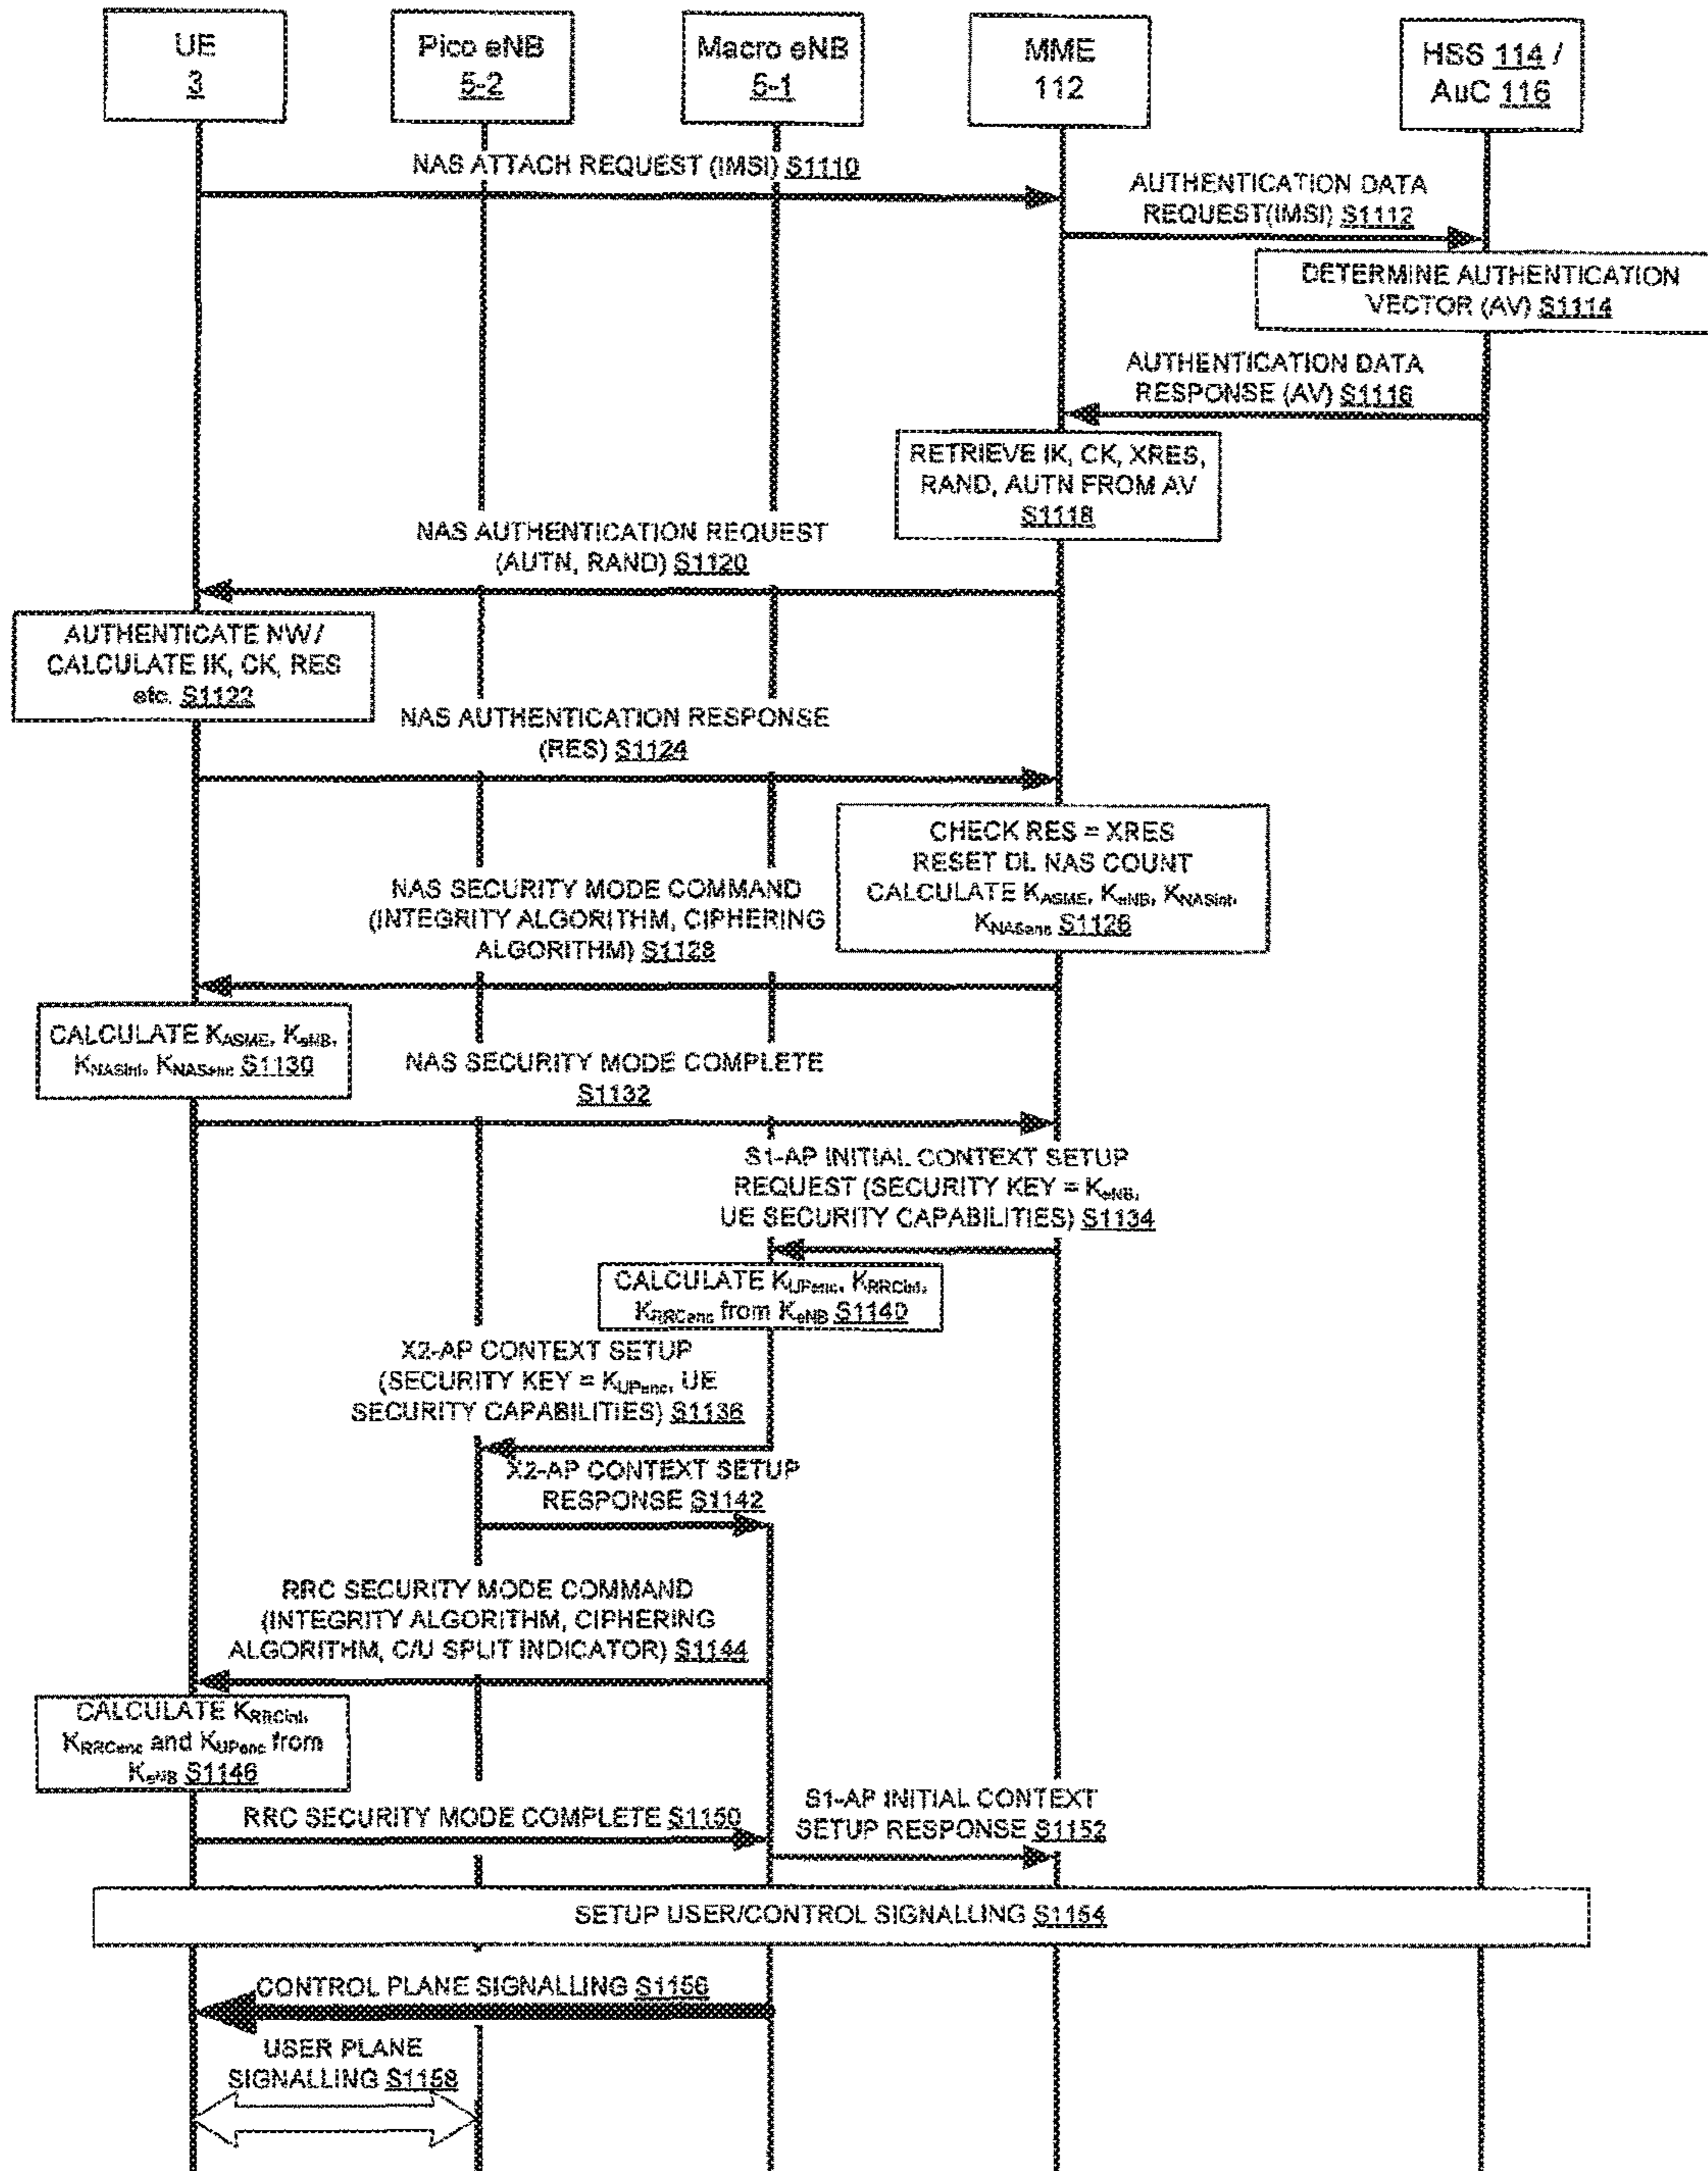 UE
3
Pico eNB
5-2
Macro eNB
5-1
MME
112
HSS 114 /
AuC 116
NAS ATTACH REQUEST (IMSI) S1110
AUTHENTICATION DATA
REQUEST(IMSI) S1112
DETERMINE AUTHENTICATION
VECTOR (AV) S1114
AUTHENTICATION DATA
RESPONSE (AV) S1116
RETRIEVE IK, CK, XRES,
RAND, AUTN FROM AV
S1118
NAS AUTHENTICATION REQUEST
(AUTN, RAND) S1120
AUTHENTICATE NW/
CALCULATE IK, CK, RES
etc. S1122
NAS AUTHENTICATION RESPONSE
(RES) S1124
CHECK RES = XRES
RESET DL NAS COUNT
CALCULATE KASME, KeNB, KNASint,
KNASenc S1126
NAS SECURITY MODE COMMAND
(INTEGRITY ALGORITHM, CIPHERING
ALGORITHM) S1128
CALCULATE KASME, KeNB,
KNASint, KNASenc S1130
NAS SECURITY MODE COMPLETE
S1132
S1-AP INITIAL CONTEXT SETUP
REQUEST (SECURITY KEY = KeNB,
UE SECURITY CAPABILITIES) S1134
CALCULATE KUPenc, KRRCint,
KRRCenc from KeNB S1140
X2-AP CONTEXT SETUP
(SECURITY KEY = KUPenc, UE
SECURITY CAPABILITIES) S1136
X2-AP CONTEXT SETUP
RESPONSE S1142
RRC SECURITY MODE COMMAND
(INTEGRITY ALGORITHM, CIPHERING
ALGORITHM, C/U SPLIT INDICATOR) S1144
CALCULATE KRRCint,
KRRCenc and KUPenc from
KeNB S1146
RRC SECURITY MODE COMPLETE S1150
S1-AP INITIAL CONTEXT
SETUP RESPONSE S1152
SETUP USER/CONTROL SIGNALLING S1154
CONTROL PLANE SIGNALLING S1156
USER PLANE
SIGNALLING S1158